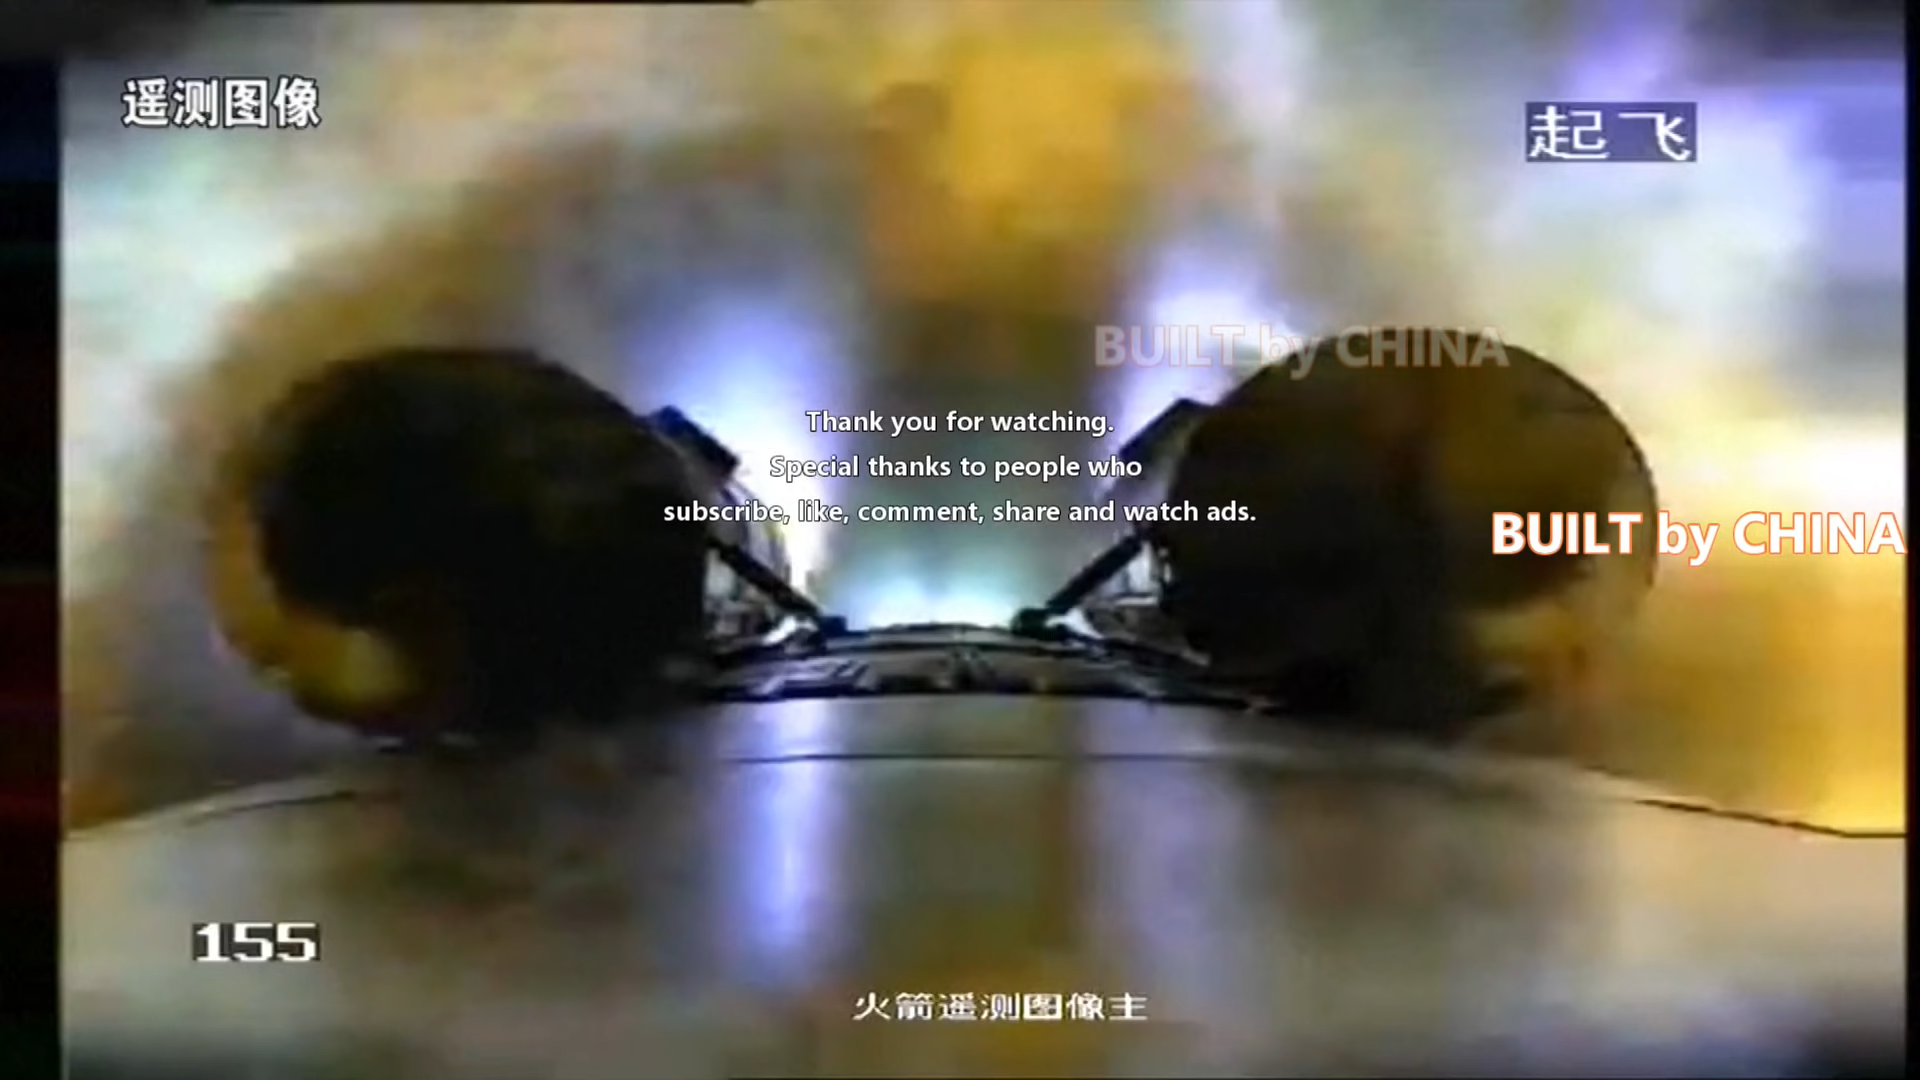 遥测图像
起飞
BUILT by CHINA
Thank you for watching.
Special thanks to people who
subscribe, like, comment, share and watch ads.
BUILT by CHINA
155
火箭遥测图像主